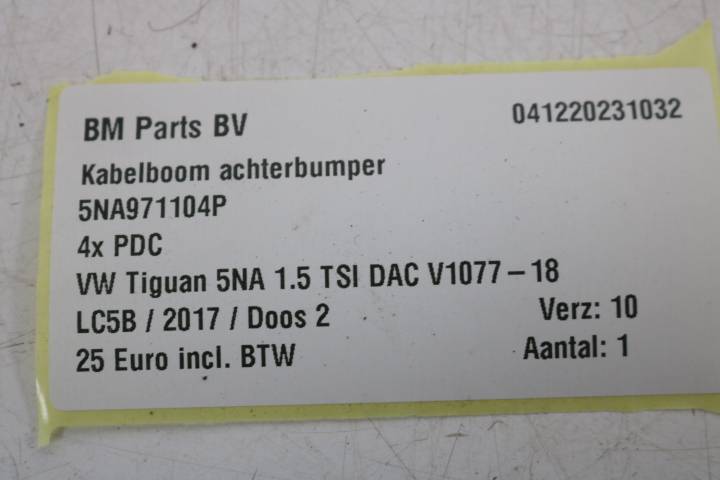 BM Parts BV 041220231032
Kabelboom achterbumper
5NA971104P
4x PDC
VW Tiguan 5NA 1.5 TSI DAC V1077 – 18
LC5B / 2017 / Doos 2 Verz: 10
25 Euro incl. BTW Aantal: 1